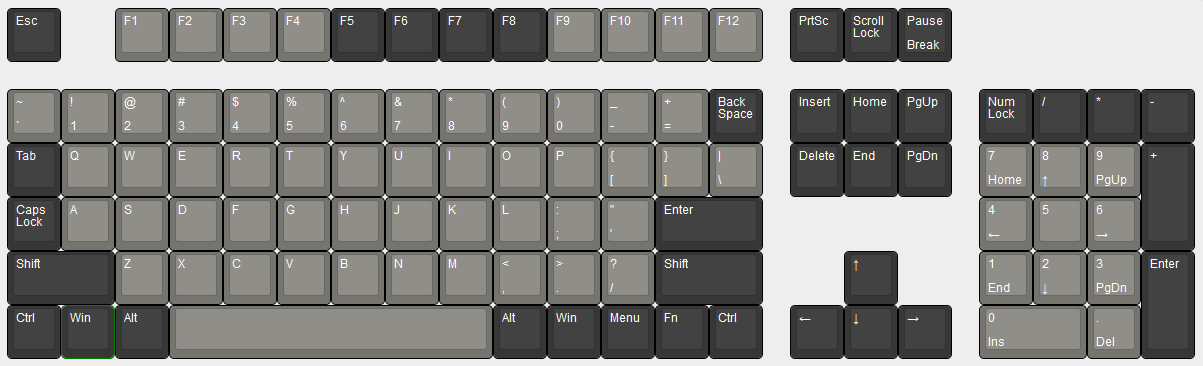 Esc F1 F2 F3 F4 F5 F6 F7 F8 F9 F10 F11 F12 PrtSc Scroll Pause
Lock
Break
~ ! @ # $ % ^ & * ( ) _ + Back Insert Home PgUp Num / * -
Space Lock
` 1 2 3 4 5 6 7 8 9 0 - =
Tab Q W E R T Y U I O P { } | Delete End PgDn 7 8 9 +
[ ] \ Home ↑ PgUp
Caps A S D F G H J K L : " Enter 4 5 6
Lock
; ' ← →
Shift Z X C V B N M < > ? Shift ↑ 1 2 3 Enter
, . / End ↓ PgDn
Ctrl Win Alt Alt Win Menu Fn Ctrl ← ↓ → 0 .
Ins Del